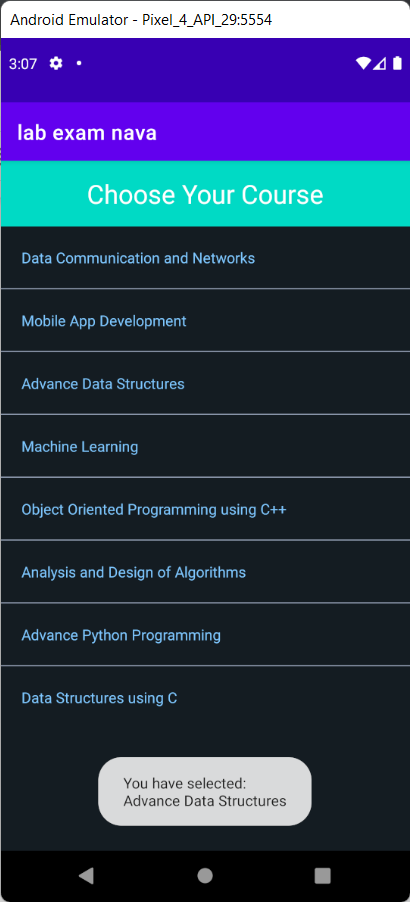 Android Emulator - Pixel_4_API_29:5554
3:07
lab exam nava
Choose Your Course
Data Communication and Networks
Mobile App Development
Advance Data Structures
Machine Learning
Object Oriented Programming using C++
Analysis and Design of Algorithms
Advance Python Programming
Data Structures using C
You have selected:
Advance Data Structures